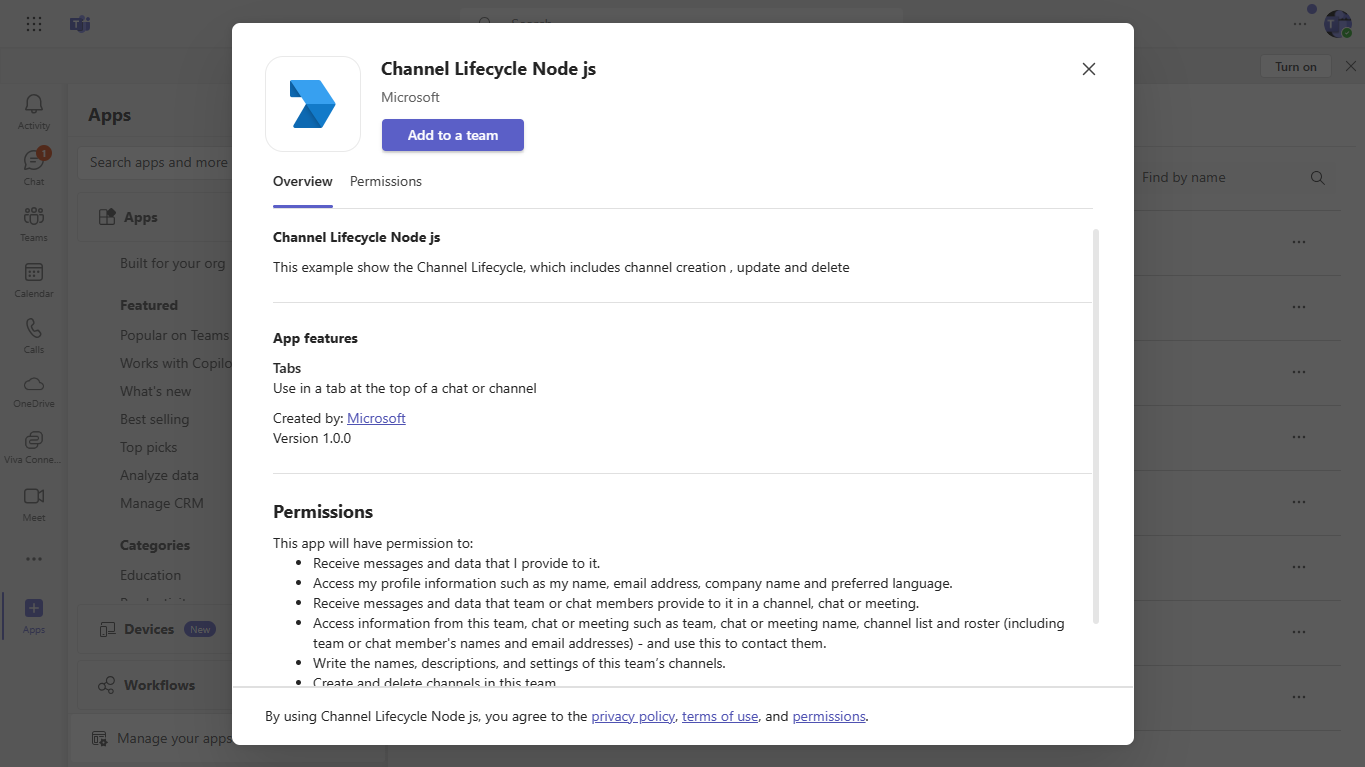 Search
Turn on
Activity
1
Chat
Teams
Calendar
Calls
OneDrive
Viva Conne...
Meet
Apps
Apps
Search apps and more
Apps
Built for your org
Featured
Popular on Teams
Works with Copilo
What's new
Best selling
Top picks
Analyze data
Manage CRM
Categories
Education
Devices New
Workflows
Manage your apps
Find by name
Channel Lifecycle Node js
Microsoft
Add to a team
Overview Permissions
Channel Lifecycle Node js
This example show the Channel Lifecycle, which includes channel creation , update and delete
App features
Tabs
Use in a tab at the top of a chat or channel
Created by: Microsoft
Version 1.0.0
Permissions
This app will have permission to:
• Receive messages and data that I provide to it.
• Access my profile information such as my name, email address, company name and preferred language.
• Receive messages and data that team or chat members provide to it in a channel, chat or meeting.
• Access information from this team, chat or meeting such as team, chat or meeting name, channel list and roster (including
team or chat member's names and email addresses) - and use this to contact them.
• Write the names, descriptions, and settings of this team's channels.
• Create and delete channels in this team
By using Channel Lifecycle Node js, you agree to the privacy policy, terms of use, and permissions.